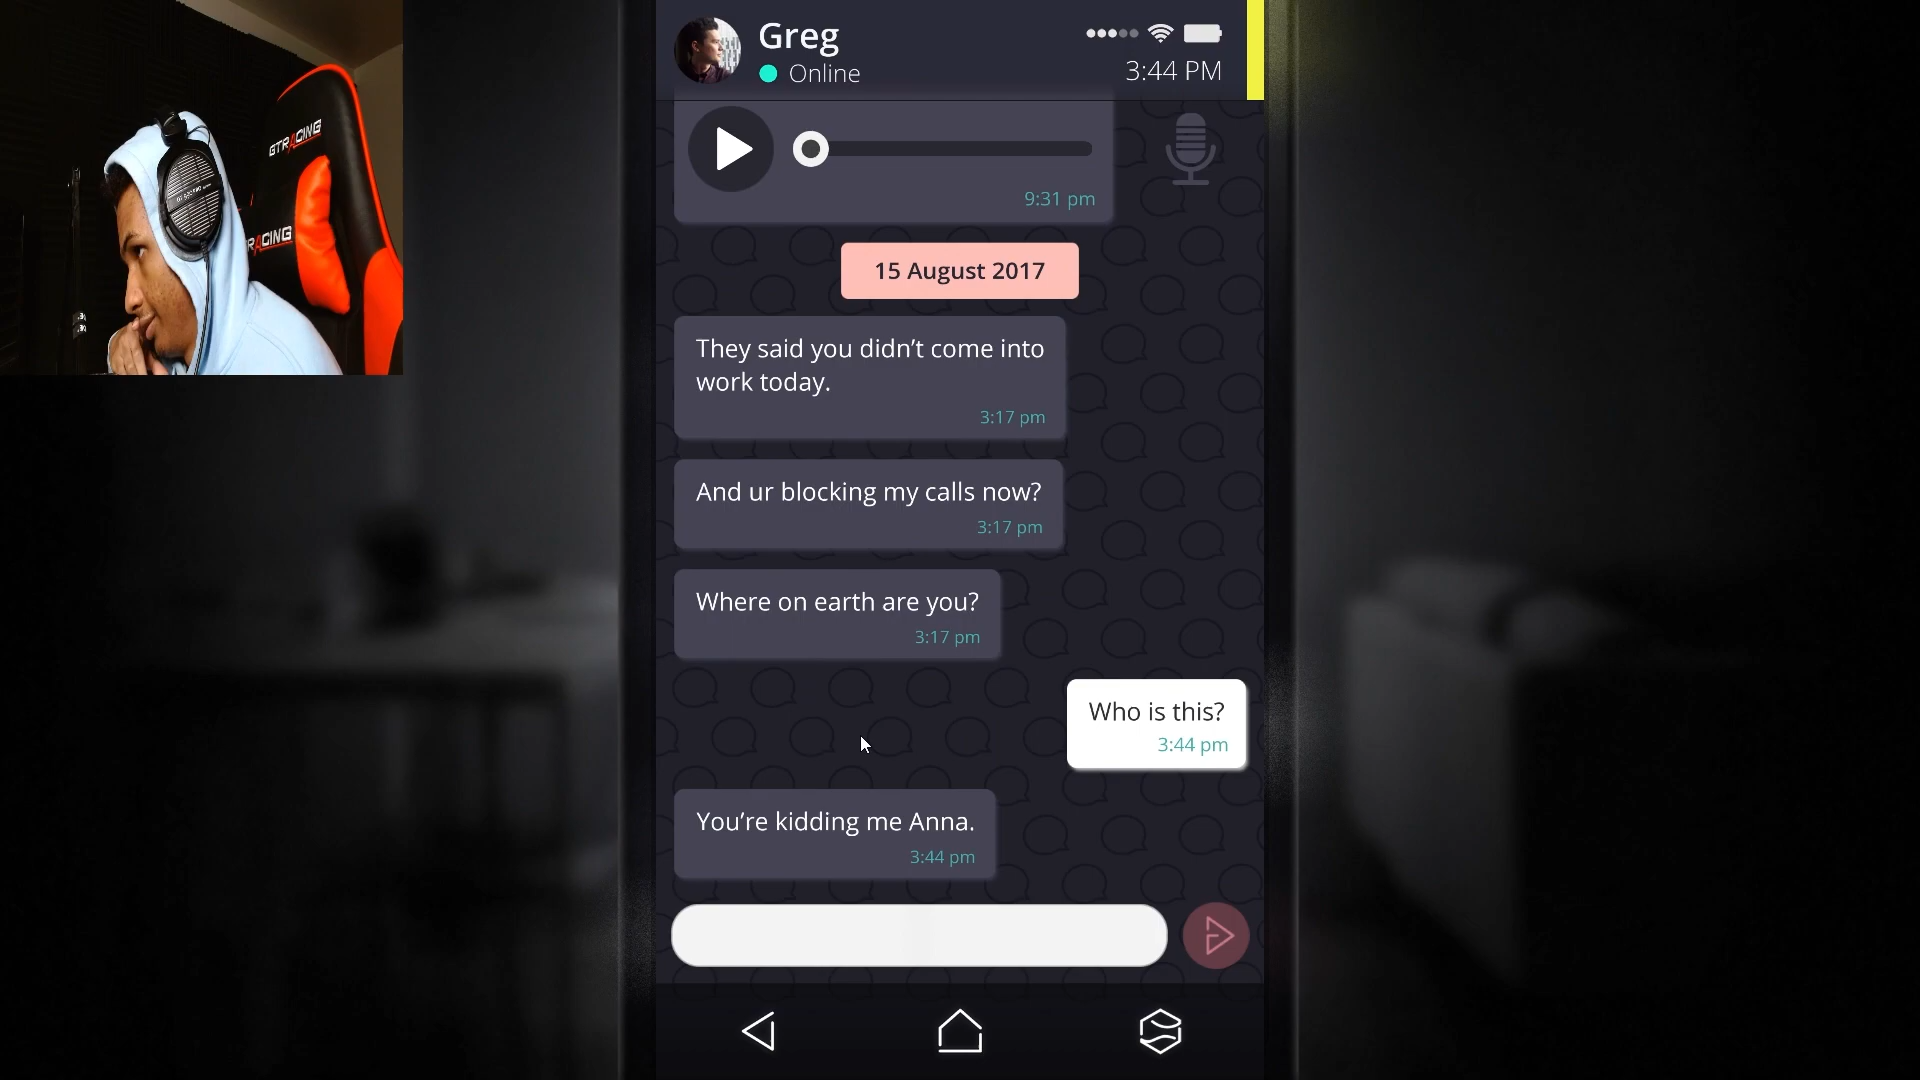 GTRACING
RACING
Greg
Online
3:44 PM
9:31 pm
15 August 2017
They said you didn’t come into
work today.
3:17 pm
And ur blocking my calls now?
3:17 pm
Where on earth are you?
3:17 pm
Who is this?
3:44 pm
You’re kidding me Anna.
3:44 pm